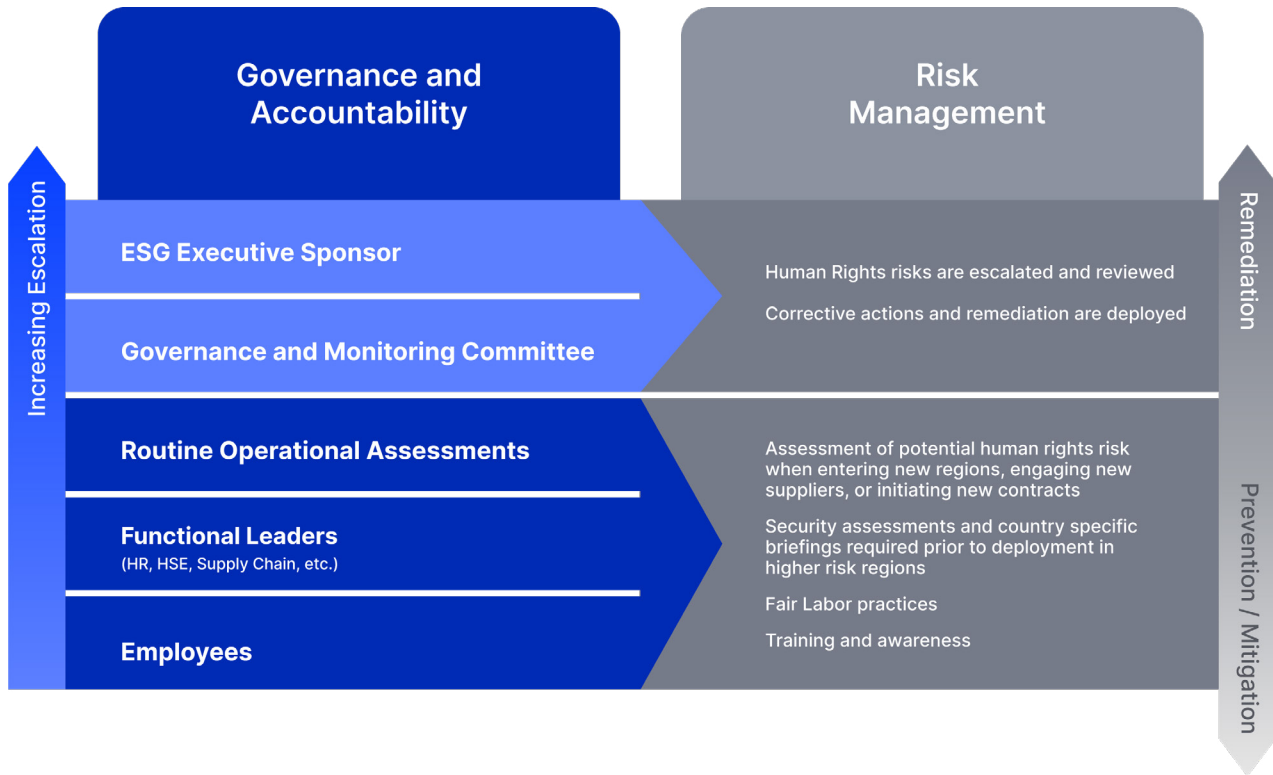 Governance and
Accountability
Risk
Management
Increasing Escalation
ESG Executive Sponsor
Governance and Monitoring Committee
Human Rights risks are escalated and reviewed
Corrective actions and remediation are deployed
Remediation
Routine Operational Assessments
Functional Leaders
(HR, HSE, Supply Chain, etc.)
Employees
Assessment of potential human rights risk
when entering new regions, engaging new
suppliers, or initiating new contracts
Security assessments and country specific
briefings required prior to deployment in
higher risk regions
Fair Labor practices
Training and awareness
Prevention / Mitigation